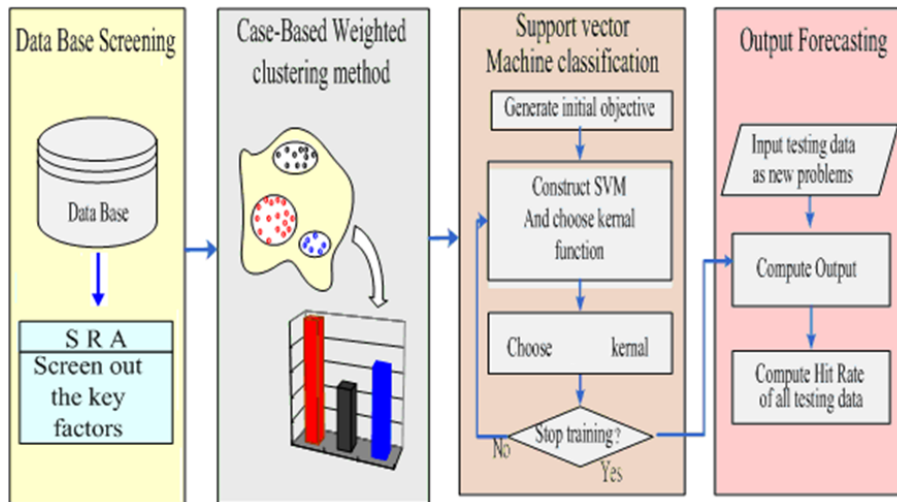 Data Base Screening
Data Base
S R A
Screen out
the key
factors
Case-Based Weighted
clustering method
Support vector
Machine classification
Generate initial objective
Construct SVM
And choose kernal
function
Choose kernal
Stop training?
No
Yes
Output Forecasting
Input testing data
as new problems
Compute Output
Compute Hit Rate
of all testing data